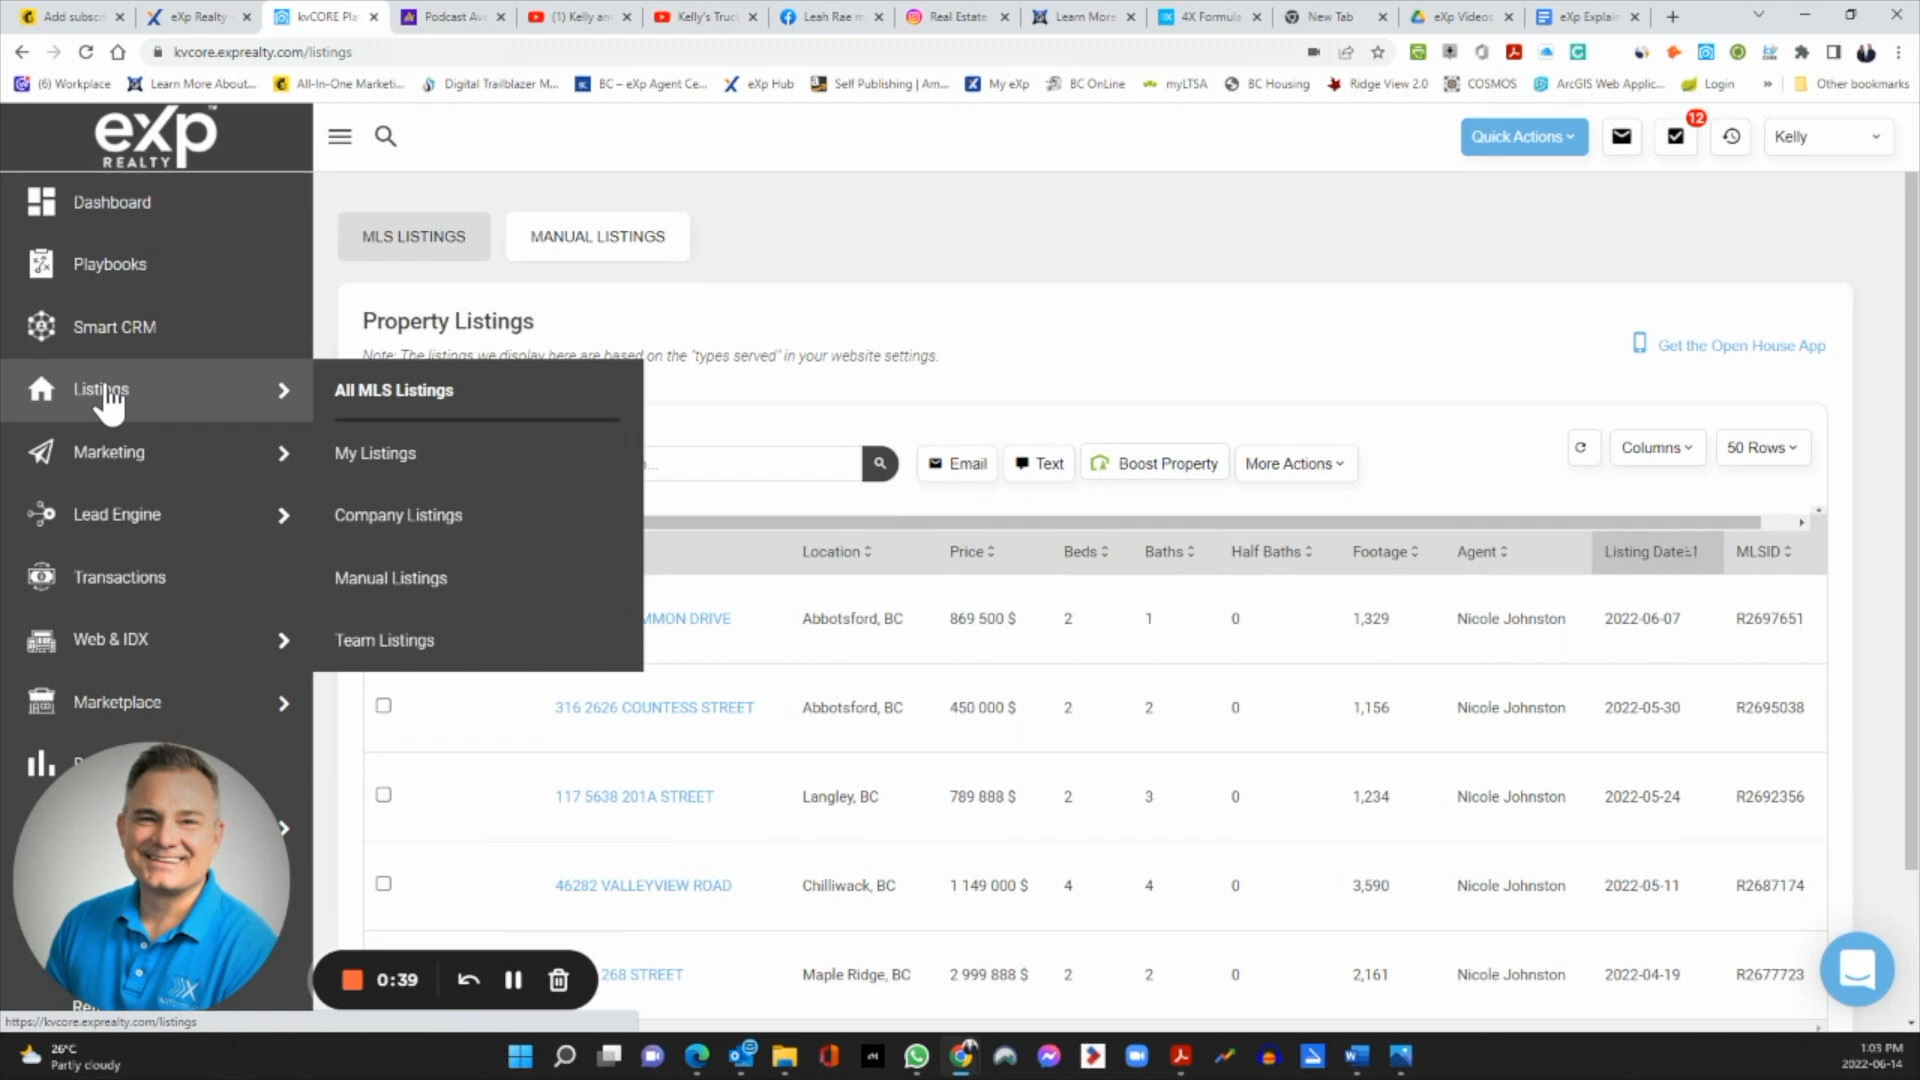 Add subscri
eXp Realty
kvCORE Pla
Podcast Ava
(1) Kelly an
Kelly's Truc
Leah Rae m
Real Estate
Learn More
4X Formula
New Tab
eXp Videos
eXp Explain
kvcore.exprealty.com/listings
(6) Workplace
Learn More About...
All-In-One Marketi...
Digital Trailblazer M...
BC – eXp Agent Ce...
eXp Hub
Self Publishing | Am...
My eXp
BC OnLine
myLTSA
BC Housing
Ridge View 2.0
COSMOS
ArcGIS Web Applic...
Login
»
Other bookmarks
eXp
REALTY
Quick Actions
12
Kelly
Dashboard
Playbooks
Smart CRM
Listings
Marketing
Lead Engine
Transactions
Web & IDX
Marketplace
All MLS Listings
My Listings
Company Listings
Manual Listings
Team Listings
MLS LISTINGS
MANUAL LISTINGS
Property Listings
Note: The listings we display here are based on the "types served" in your website settings.
Get the Open House App
Email
Text
Boost Property
More Actions
Columns
50 Rows
Location
Price
Beds
Baths
Half Baths
Footage
Agent
Listing Date
MLSID
MMON DRIVE
Abbotsford, BC
869 500 $
2
1
0
1,329
Nicole Johnston
2022-06-07
R2697651
316 2626 COUNTESS STREET
Abbotsford, BC
450 000 $
2
2
0
1,156
Nicole Johnston
2022-05-30
R2695038
117 5638 201A STREET
Langley, BC
789 888 $
2
3
0
1,234
Nicole Johnston
2022-05-24
R2692356
46282 VALLEYVIEW ROAD
Chilliwack, BC
1 149 000 $
4
4
0
3,590
Nicole Johnston
2022-05-11
R2687174
268 STREET
Maple Ridge, BC
2 999 888 $
2
2
0
2,161
Nicole Johnston
2022-04-19
R2677723
0:39
https://kvcore.exprealty.com/listings
26°C
Partly cloudy
1:03 PM
2022-06-14